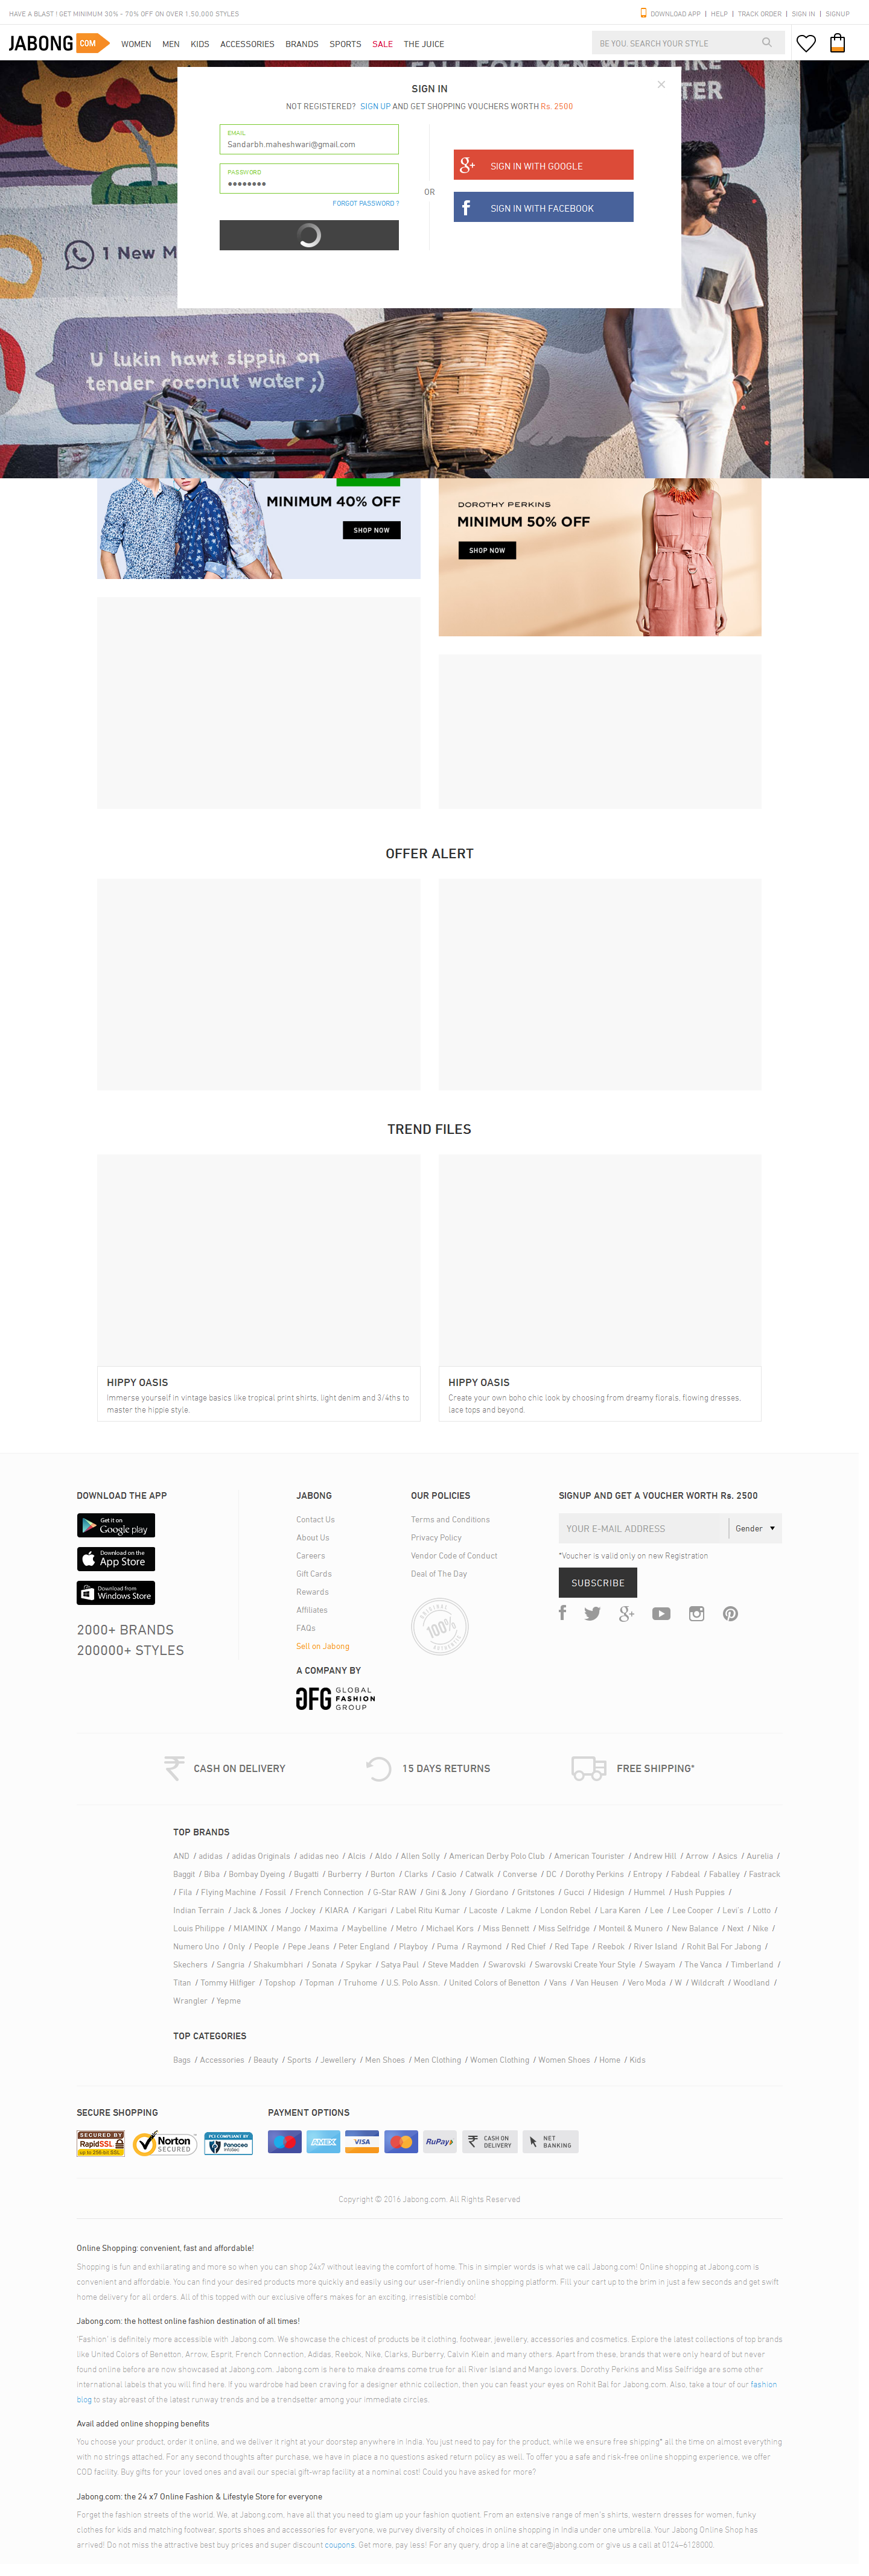 HAVE A BLAST ! GET MINIMUM 30% - 70% OFF ON OVER 1,50,000 STYLES
DOWNLOAD APP | HELP | TRACK ORDER | SIGN IN | SIGNUP
JABONG COM WOMEN MEN KIDS ACCESSORIES BRANDS SPORTS SALE THE JUICE
BE YOU. SEARCH YOUR STYLE
FALL FOR MEN WHO LIKE
TER
SIGN IN
NOT REGISTERED? SIGN UP AND GET SHOPPING VOUCHERS WORTH Rs. 2500
EMAIL
Sandarbh.maheshwari@gmail.com
PASSWORD
••••••••
FORGOT PASSWORD ?
OR
SIGN IN WITH GOOGLE
SIGN IN WITH FACEBOOK
1 New M
U lukin hawt sippin on
tender coconut water ;)
MINIMUM 40% OFF
SHOP NOW
DOROTHY PERKINS
MINIMUM 50% OFF
SHOP NOW
OFFER ALERT
TREND FILES
HIPPY OASIS
Immerse yourself in vintage basics like tropical print shirts, light denim and 3/4ths to
master the hippie style.
HIPPY OASIS
Create your own boho chic look by choosing from dreamy florals, flowing dresses,
lace tops and beyond.
DOWNLOAD THE APP
Get it on
Google play
Download on the
App Store
Download from
Windows Store
2000+ BRANDS
200000+ STYLES
JABONG
Contact Us
About Us
Careers
Gift Cards
Rewards
Affiliates
FAQs
Sell on Jabong
A COMPANY BY
GFG GLOBAL
FASHION
GROUP
OUR POLICIES
Terms and Conditions
Privacy Policy
Vendor Code of Conduct
Deal of The Day
ORIGINAL
100%
AUTHENTIC
SIGNUP AND GET A VOUCHER WORTH Rs. 2500
YOUR E-MAIL ADDRESS
Gender
*Voucher is valid only on new Registration
SUBSCRIBE
CASH ON DELIVERY
15 DAYS RETURNS
FREE SHIPPING*
TOP BRANDS
AND / adidas / adidas Originals / adidas neo / Alcis / Aldo / Allen Solly / American Derby Polo Club / American Tourister / Andrew Hill / Arrow / Asics / Aurelia /
Baggit / Biba / Bombay Dyeing / Bugatti / Burberry / Burton / Clarks / Casio / Catwalk / Converse / DC / Dorothy Perkins / Entropy / Fabdeal / Faballey / Fastrack
/ Fila / Flying Machine / Fossil / French Connection / G-Star RAW / Gini & Jony / Giordano / Gritstones / Gucci / Hidesign / Hummel / Hush Puppies /
Indian Terrain / Jack & Jones / Jockey / KIARA / Karigari / Label Ritu Kumar / Lacoste / Lakme / London Rebel / Lara Karen / Lee / Lee Cooper / Levi's / Lotto /
Louis Philippe / MIAMINX / Mango / Maxima / Maybelline / Metro / Michael Kors / Miss Bennett / Miss Selfridge / Monteil & Munero / New Balance / Next / Nike /
Numero Uno / Only / People / Pepe Jeans / Peter England / Playboy / Puma / Raymond / Red Chief / Red Tape / Reebok / River Island / Rohit Bal For Jabong /
Skechers / Sangria / Shakumbhari / Sonata / Spykar / Satya Paul / Steve Madden / Swarovski / Swarovski Create Your Style / Swayam / The Vanca / Timberland /
Titan / Tommy Hilfiger / Topshop / Topman / Truhome / U.S. Polo Assn. / United Colors of Benetton / Vans / Van Heusen / Vero Moda / W / Wildcraft / Woodland /
Wrangler / Yepme
TOP CATEGORIES
Bags / Accessories / Beauty / Sports / Jewellery / Men Shoes / Men Clothing / Women Clothing / Women Shoes / Home / Kids
SECURE SHOPPING
SECURED BY
RapidSSL
up to 256-bit SSL
Norton
SECURED
PCI COMPLIANT BY
Panacea
InfoSec
PAYMENT OPTIONS
AMEX
VISA
RuPay
CASH ON
DELIVERY
NET
BANKING
Copyright © 2016 Jabong.com. All Rights Reserved
Online Shopping: convenient, fast and affordable!
Shopping is fun and exhilarating and more so when you can shop 24x7 without leaving the comfort of home. This in simpler words is what we call Jabong.com! Online shopping at Jabong.com is
convenient and affordable. You can find your desired products more quickly and easily using our user-friendly online shopping platform. Fill your cart up to the brim in just a few seconds and get swift
home delivery for all orders. All of this topped with our exclusive offers makes for an exciting, irresistible combo!
Jabong.com: the hottest online fashion destination of all times!
'Fashion' is definitely more accessible with Jabong.com. We showcase the chicest of products be it clothing, footwear, jewellery, accessories and cosmetics. Explore the latest collections of top brands
like United Colors of Benetton, Arrow, Esprit, French Connection, Adidas, Reebok, Nike, Clarks, Burberry, Calvin Klein and many others. Apart from these, brands that were only heard of but never
found online before are now showcased at Jabong.com. Jabong.com is here to make dreams come true for all River Island and Mango lovers. Dorothy Perkins and Miss Selfridge are some other
international labels that you will find here. If you wardrobe had been craving for a designer ethnic collection, then you can feast your eyes on Rohit Bal for Jabong.com. Also, take a tour of our fashion
blog to stay abreast of the latest runway trends and be a trendsetter among your immediate circles.
Avail added online shopping benefits
You choose your product, order it online, and we deliver it right at your doorstep anywhere in India. You just need to pay for the product, while we ensure free shipping* all the time on almost everything
with no strings attached. For any second thoughts after purchase, we have in place a no questions asked return policy as well. To offer you a safe and risk-free online shopping experience, we offer
COD facility. Buy gifts for your loved ones and avail our special gift-wrap facility at a nominal cost! Could you have asked for more?
Jabong.com: the 24 x7 Online Fashion & Lifestyle Store for everyone
Forget the fashion streets of the world. We, at Jabong.com, have all that you need to glam up your fashion quotient. From an extensive range of men's shirts, western dresses for women, funky
clothes for kids and matching footwear, sports shoes and accessories for everyone, we purvey diversity of choices in online shopping in India under one umbrella. Your Jabong Online Shop has
arrived! Do not miss the attractive best buy prices and super discount coupons. Get more, pay less! For any query, drop a line at care@jabong.com or give us a call at 0124-6128000.